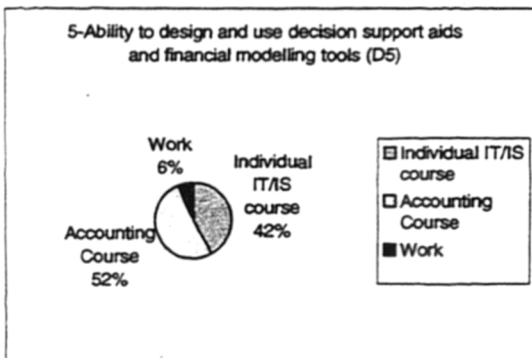 5-Ability to design and use decision support aids
and financial modelling tools (D5)
Work
6%
Individual
IT/IS
course
42%
Accounting
Course
52%
Individual IT/IS
course
Accounting
Course
Work